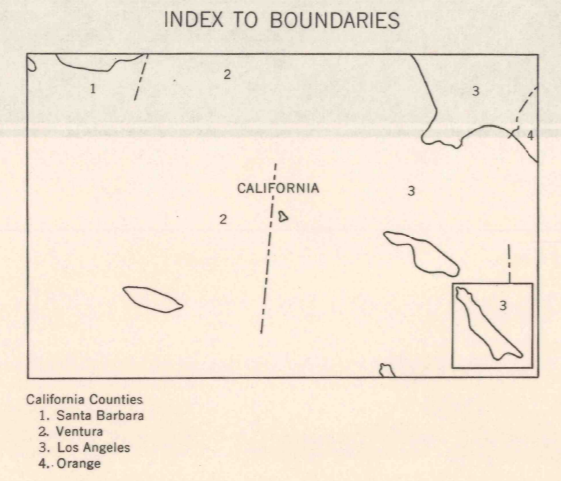 INDEX TO BOUNDARIES
1
2
3
4
CALIFORNIA
3
2
3
California Counties
1. Santa Barbara
2. Ventura
3. Los Angeles
4. Orange